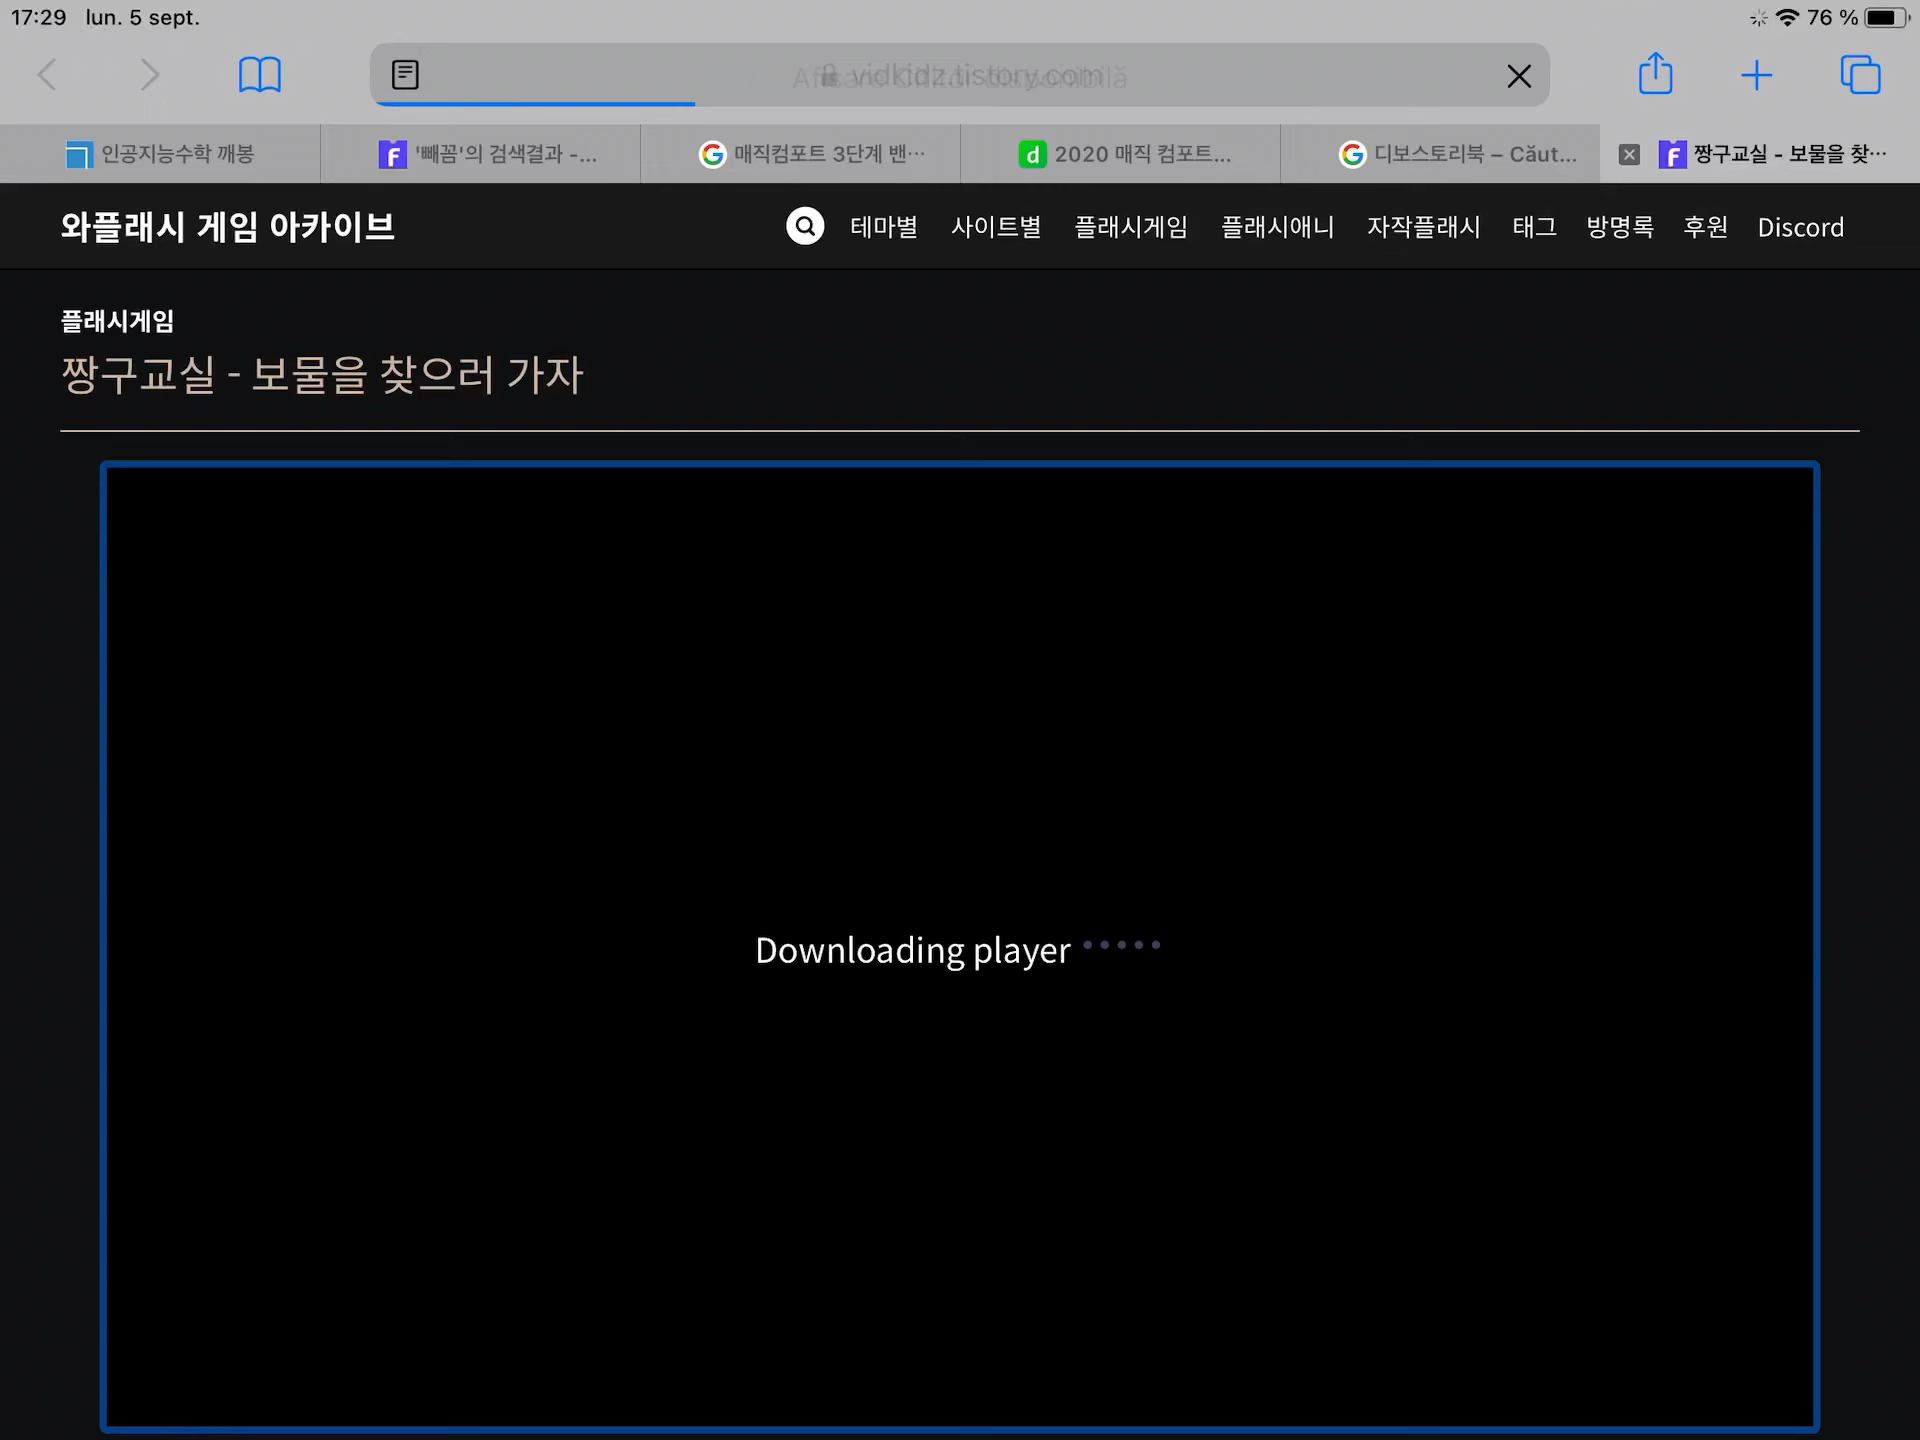 17:29 lun. 5 sept. 76 %
vidkidz.tistory.com
인공지능수학 깨봉
'빼꼼'의 검색결과 -...
매직컴포트 3단계 밴…
2020 매직 컴포트...
디보스토리북 – Căut...
짱구교실 - 보물을 찾…
와플래시 게임 아카이브
테마별 사이트별 플래시게임 플래시애니 자작플래시 태그 방명록 후원 Discord
플래시게임
짱구교실 - 보물을 찾으러 가자
Downloading player